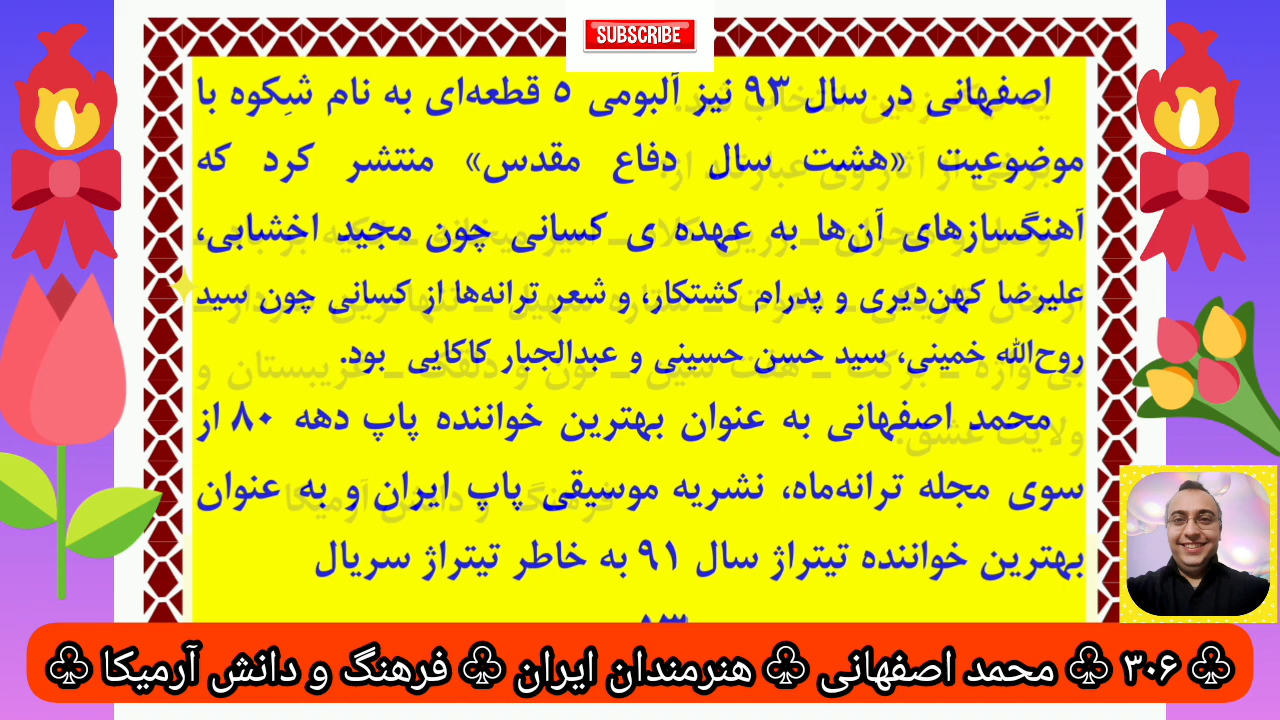 SUBSCRIBE
اصفهانی در سال ۹۳ نیز آلبومی ۵ قطعه‌ای به نام شِکوه با
موضوعیت «هشت سال دفاع مقدس» منتشر کرد که
آهنگسازهای آن‌ها به عهده ی کسانی چون مجید اخشابی،
علیرضا کهن‌دیری و پدرام کشتکار، و شعر ترانه‌ها از کسانی چون سید
روح‌الله خمینی، سید حسن حسینی و عبدالجبار کاکایی بود.
محمد اصفهانی به عنوان بهترین خواننده پاپ دهه ۸۰ از
سوی مجله ترانه‌ماه، نشریه موسیقی پاپ ایران و به عنوان
بهترین خواننده تیتراژ سال ۹۱ به خاطر تیتراژ سریال
♧ ۳۰۶ ♧ محمد اصفهانی ♧ هنرمندان ایران ♧ فرهنگ و دانش آرمیکا ♧